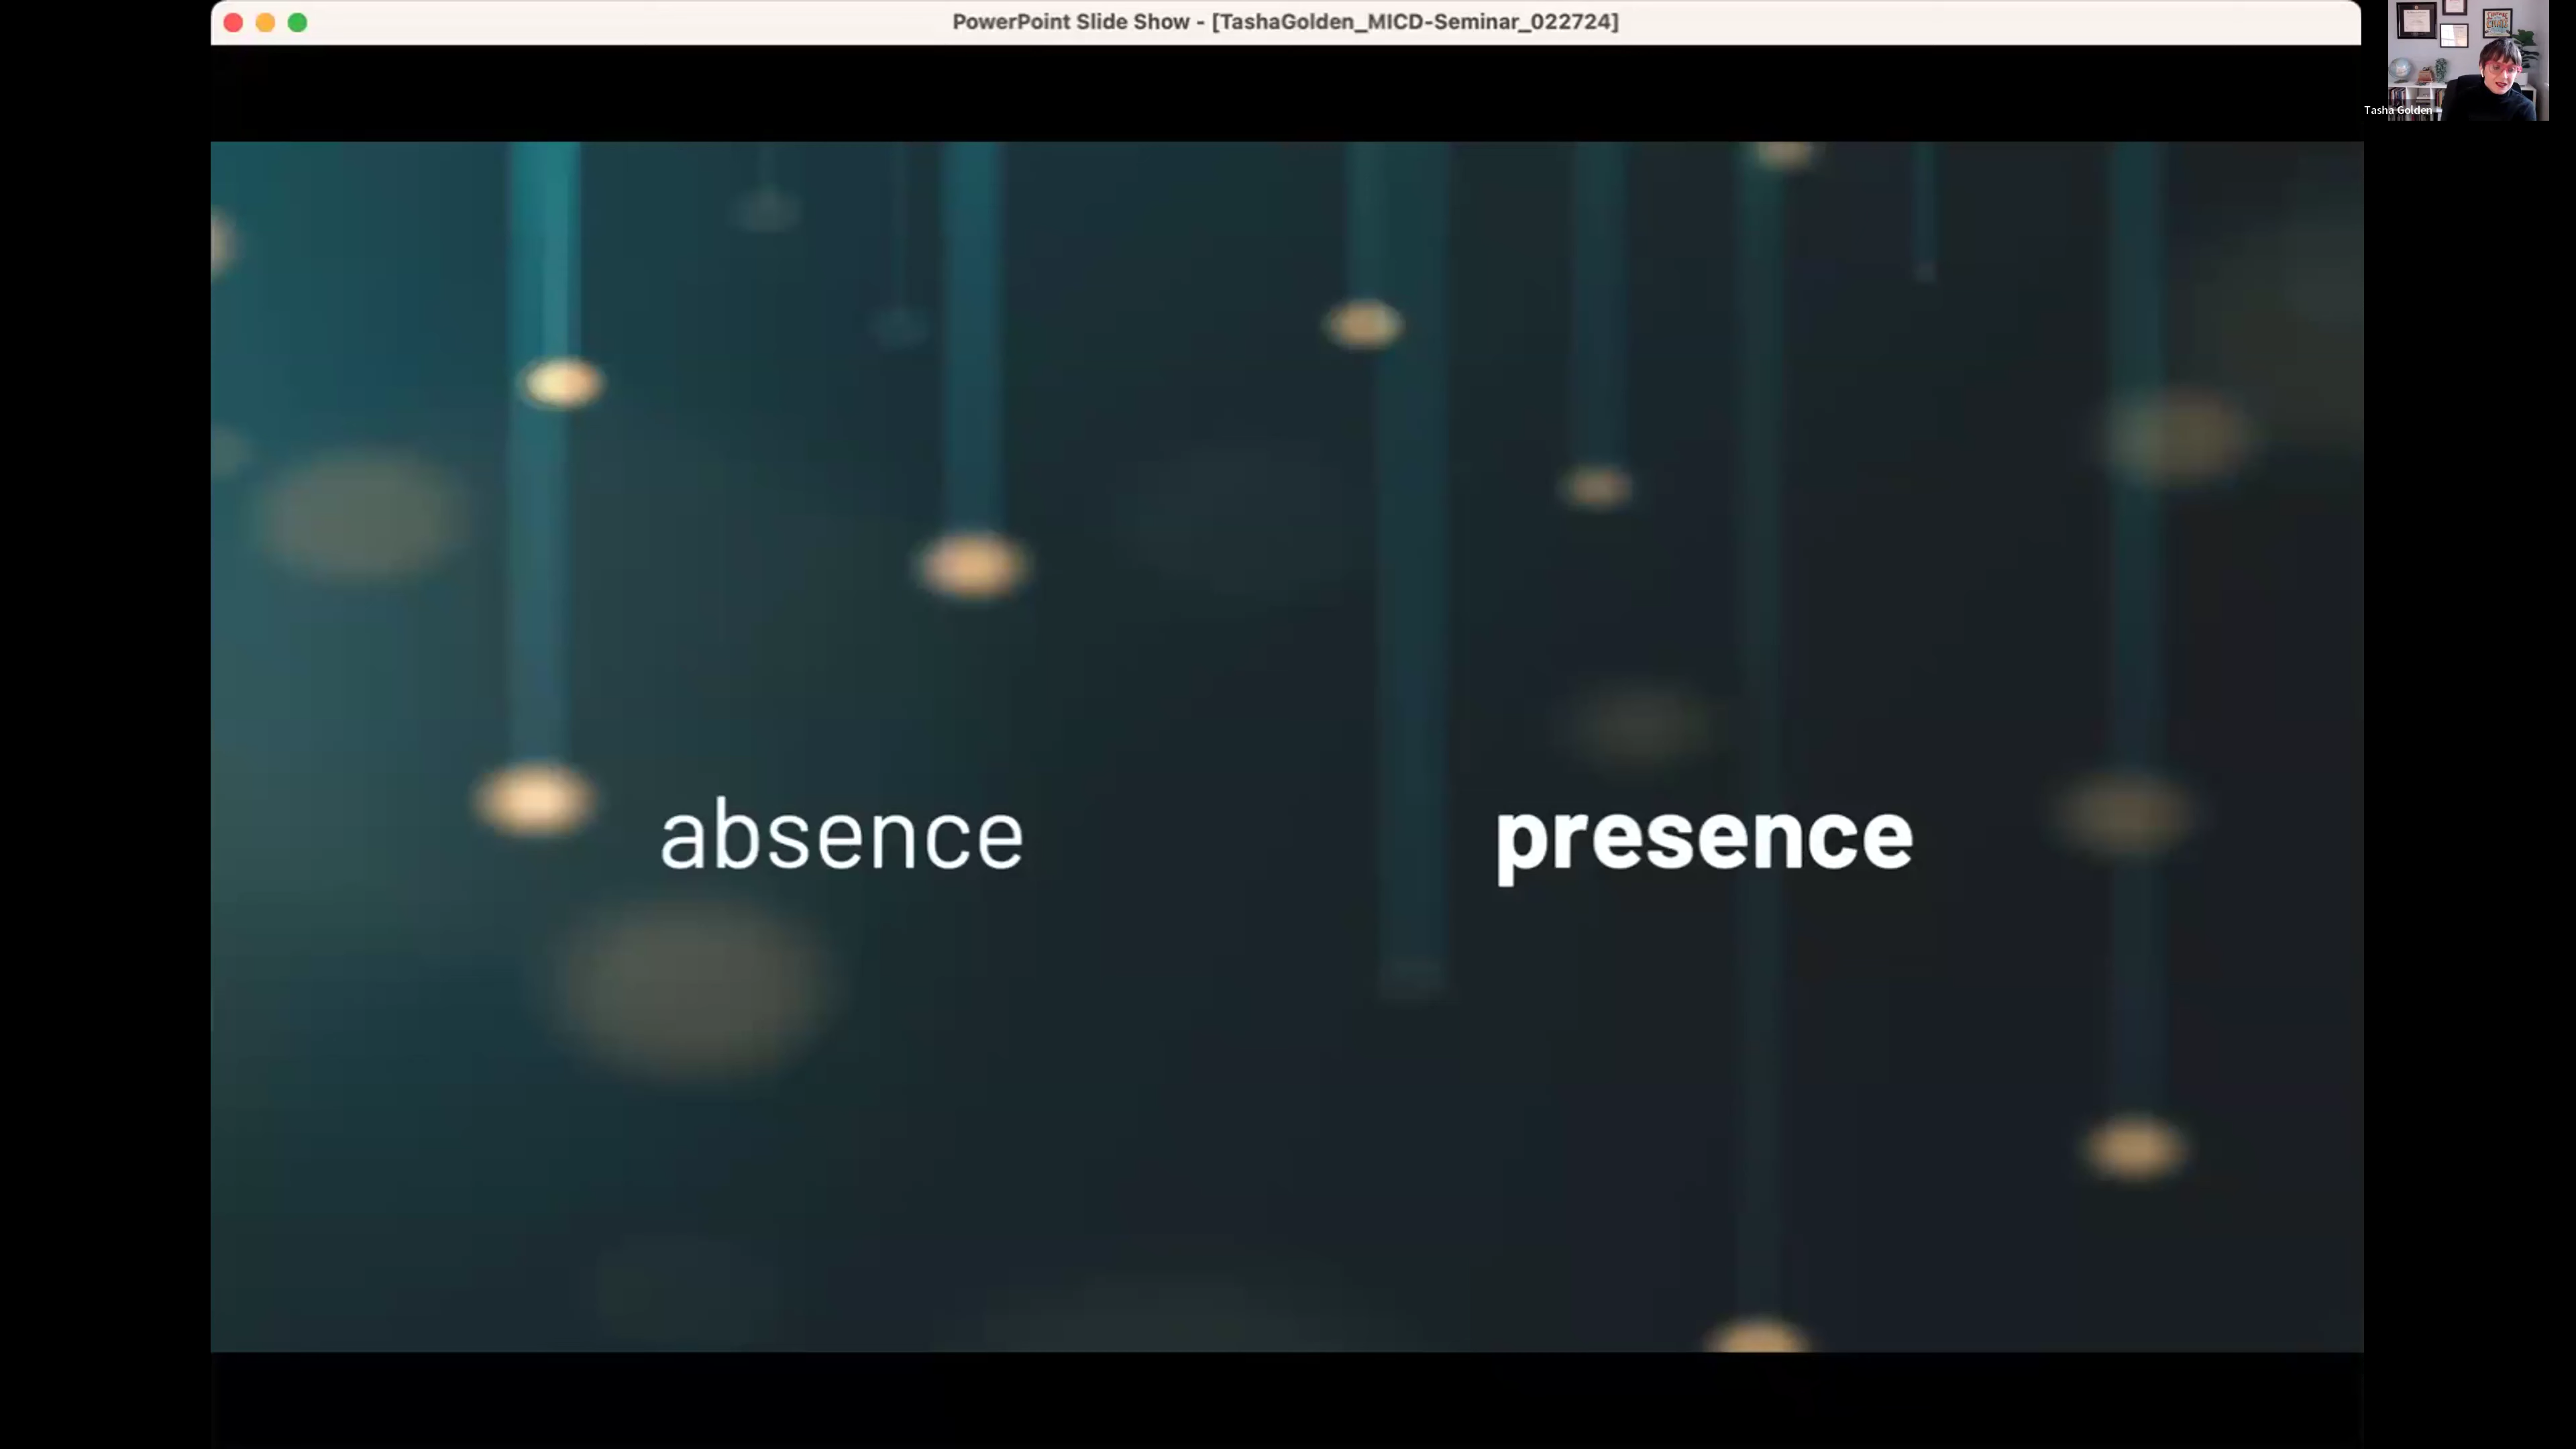 PowerPoint Slide Show - [TashaGolden_MICD-Seminar_022724]
Tasha Golden
absence
presence